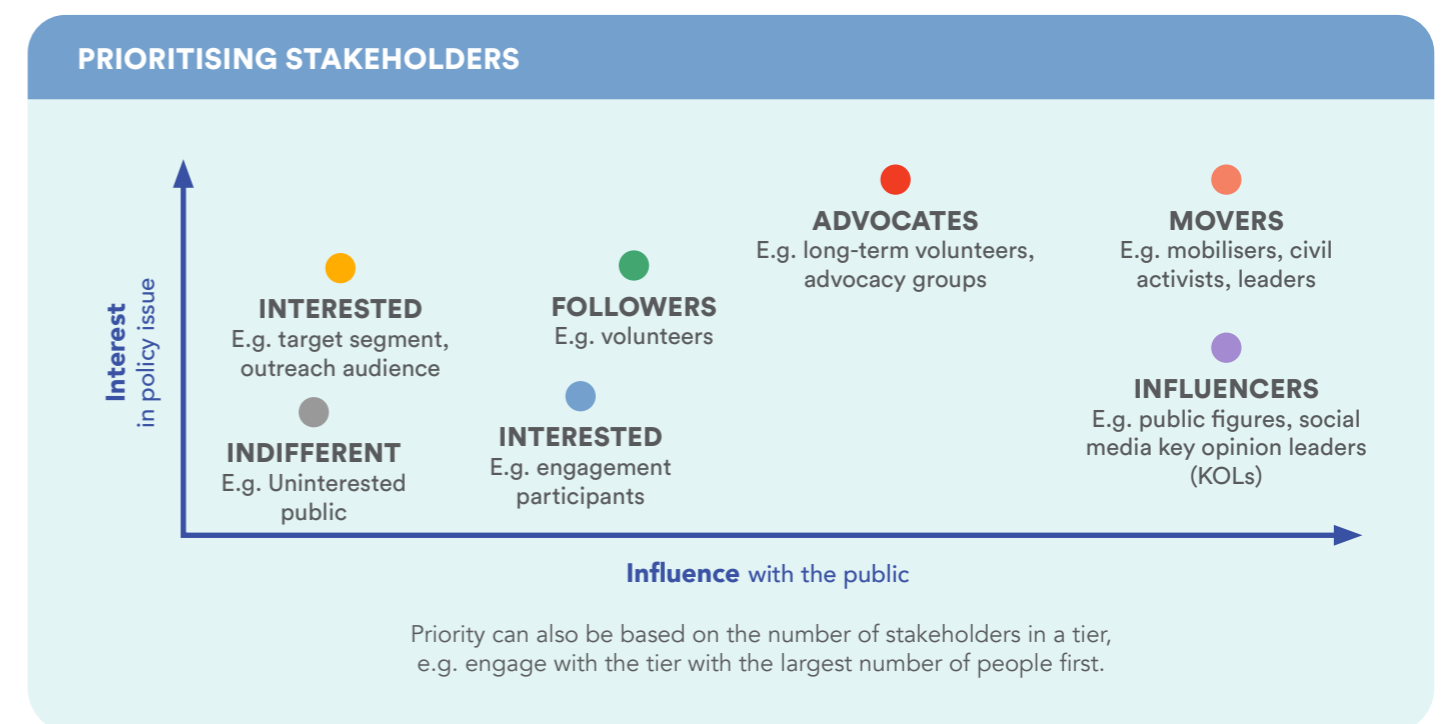 PRIORITISING STAKEHOLDERS
Interest
in policy issue
INTERESTED
E.g. target segment,
outreach audience
INDIFFERENT
E.g. Uninterested
public
FOLLOWERS
E.g. volunteers
INTERESTED
E.g. engagement
participants
ADVOCATES
E.g. long-term volunteers,
advocacy groups
MOVERS
E.g. mobilisers, civil
activists, leaders
INFLUENCERS
E.g. public figures, social
media key opinion leaders
(KOLs)
Influence with the public
Priority can also be based on the number of stakeholders in a tier,
e.g. engage with the tier with the largest number of people first.